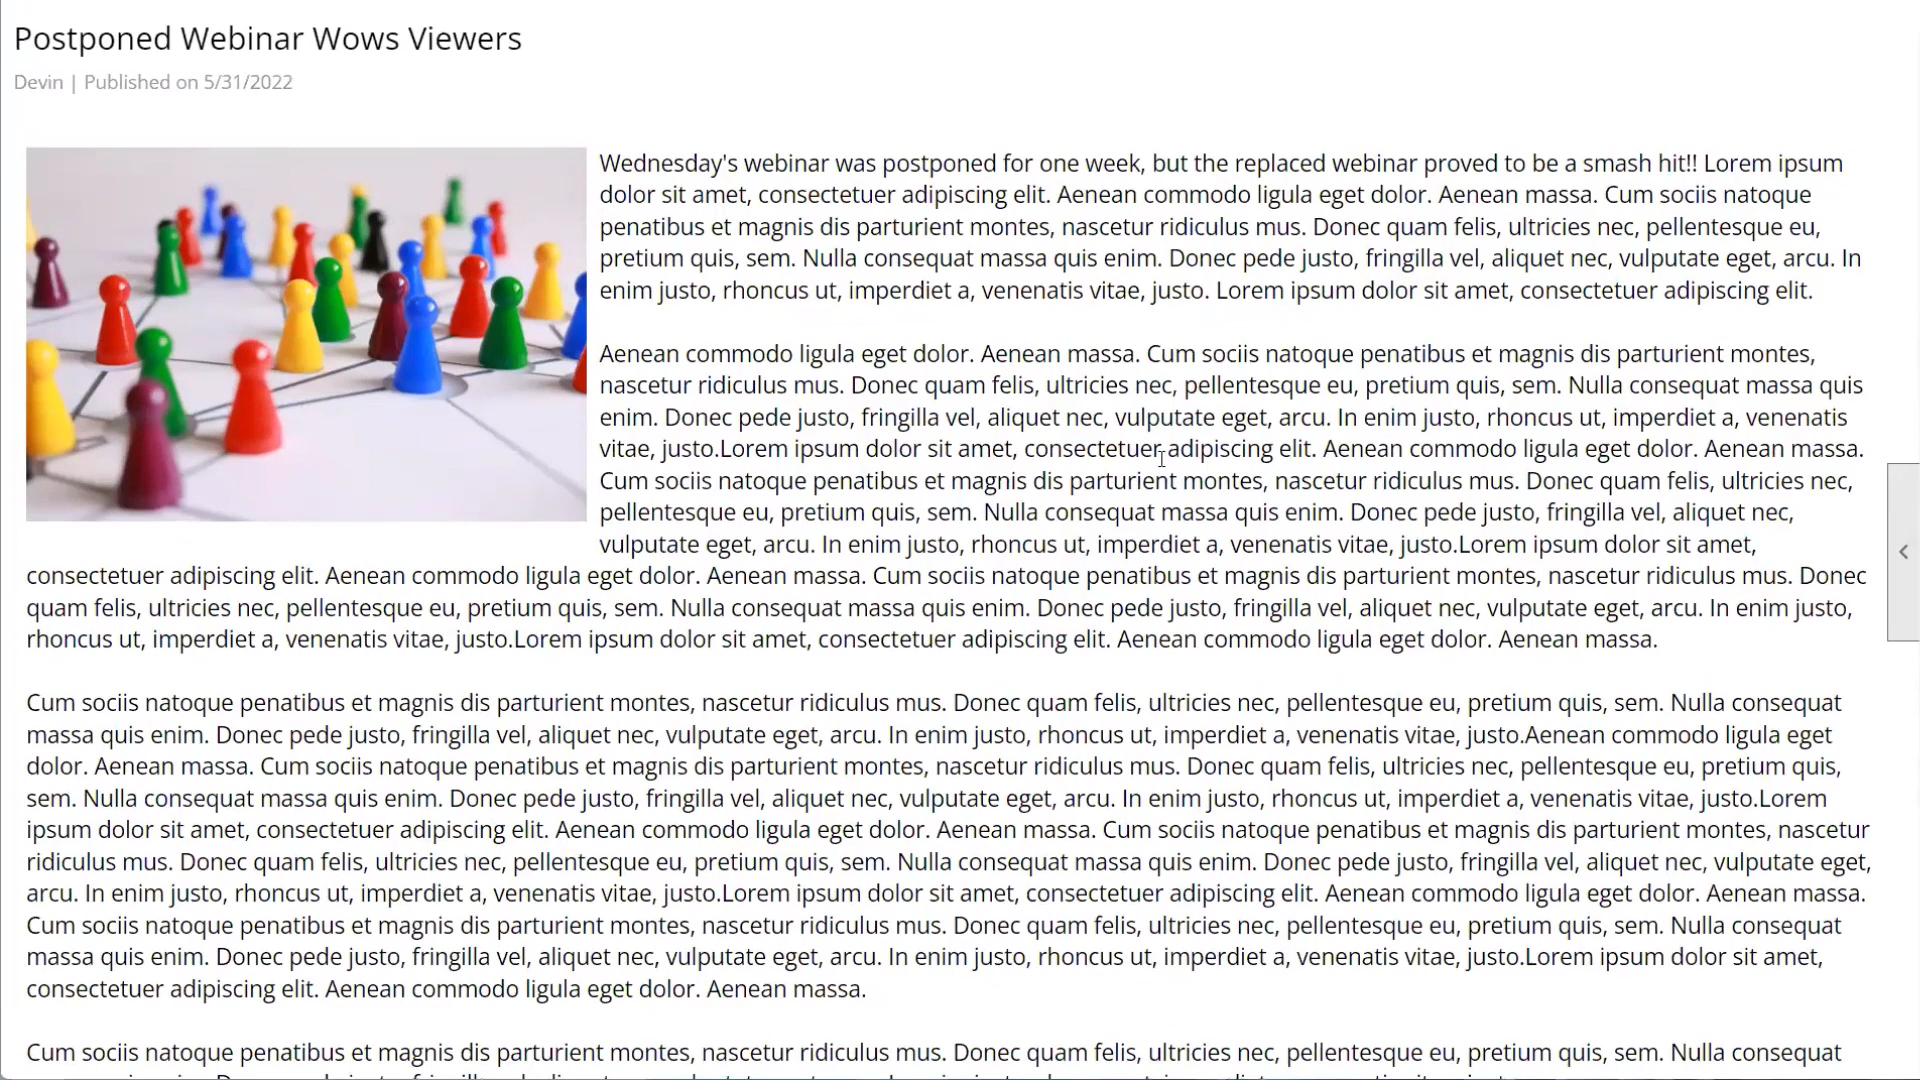 Postponed Webinar Wows Viewers
Devin | Published on 5/31/2022
Wednesday's webinar was postponed for one week, but the replaced webinar proved to be a smash hit!! Lorem ipsum
dolor sit amet, consectetuer adipiscing elit. Aenean commodo ligula eget dolor. Aenean massa. Cum sociis natoque
penatibus et magnis dis parturient montes, nascetur ridiculus mus. Donec quam felis, ultricies nec, pellentesque eu,
pretium quis, sem. Nulla consequat massa quis enim. Donec pede justo, fringilla vel, aliquet nec, vulputate eget, arcu. In
enim justo, rhoncus ut, imperdiet a, venenatis vitae, justo. Lorem ipsum dolor sit amet, consectetuer adipiscing elit.
Aenean commodo ligula eget dolor. Aenean massa. Cum sociis natoque penatibus et magnis dis parturient montes,
nascetur ridiculus mus. Donec quam felis, ultricies nec, pellentesque eu, pretium quis, sem. Nulla consequat massa quis
enim. Donec pede justo, fringilla vel, aliquet nec, vulputate eget, arcu. In enim justo, rhoncus ut, imperdiet a, venenatis
vitae, justo.Lorem ipsum dolor sit amet, consectetuer adipiscing elit. Aenean commodo ligula eget dolor. Aenean massa.
Cum sociis natoque penatibus et magnis dis parturient montes, nascetur ridiculus mus. Donec quam felis, ultricies nec,
pellentesque eu, pretium quis, sem. Nulla consequat massa quis enim. Donec pede justo, fringilla vel, aliquet nec,
vulputate eget, arcu. In enim justo, rhoncus ut, imperdiet a, venenatis vitae, justo.Lorem ipsum dolor sit amet,
consectetuer adipiscing elit. Aenean commodo ligula eget dolor. Aenean massa. Cum sociis natoque penatibus et magnis dis parturient montes, nascetur ridiculus mus. Donec
quam felis, ultricies nec, pellentesque eu, pretium quis, sem. Nulla consequat massa quis enim. Donec pede justo, fringilla vel, aliquet nec, vulputate eget, arcu. In enim justo,
rhoncus ut, imperdiet a, venenatis vitae, justo.Lorem ipsum dolor sit amet, consectetuer adipiscing elit. Aenean commodo ligula eget dolor. Aenean massa.
Cum sociis natoque penatibus et magnis dis parturient montes, nascetur ridiculus mus. Donec quam felis, ultricies nec, pellentesque eu, pretium quis, sem. Nulla consequat
massa quis enim. Donec pede justo, fringilla vel, aliquet nec, vulputate eget, arcu. In enim justo, rhoncus ut, imperdiet a, venenatis vitae, justo.Aenean commodo ligula eget
dolor. Aenean massa. Cum sociis natoque penatibus et magnis dis parturient montes, nascetur ridiculus mus. Donec quam felis, ultricies nec, pellentesque eu, pretium quis,
sem. Nulla consequat massa quis enim. Donec pede justo, fringilla vel, aliquet nec, vulputate eget, arcu. In enim justo, rhoncus ut, imperdiet a, venenatis vitae, justo.Lorem
ipsum dolor sit amet, consectetuer adipiscing elit. Aenean commodo ligula eget dolor. Aenean massa. Cum sociis natoque penatibus et magnis dis parturient montes, nascetur
ridiculus mus. Donec quam felis, ultricies nec, pellentesque eu, pretium quis, sem. Nulla consequat massa quis enim. Donec pede justo, fringilla vel, aliquet nec, vulputate eget,
arcu. In enim justo, rhoncus ut, imperdiet a, venenatis vitae, justo.Lorem ipsum dolor sit amet, consectetuer adipiscing elit. Aenean commodo ligula eget dolor. Aenean massa.
Cum sociis natoque penatibus et magnis dis parturient montes, nascetur ridiculus mus. Donec quam felis, ultricies nec, pellentesque eu, pretium quis, sem. Nulla consequat
massa quis enim. Donec pede justo, fringilla vel, aliquet nec, vulputate eget, arcu. In enim justo, rhoncus ut, imperdiet a, venenatis vitae, justo.Lorem ipsum dolor sit amet,
consectetuer adipiscing elit. Aenean commodo ligula eget dolor. Aenean massa.
Cum sociis natoque penatibus et magnis dis parturient montes, nascetur ridiculus mus. Donec quam felis, ultricies nec, pellentesque eu, pretium quis, sem. Nulla consequat